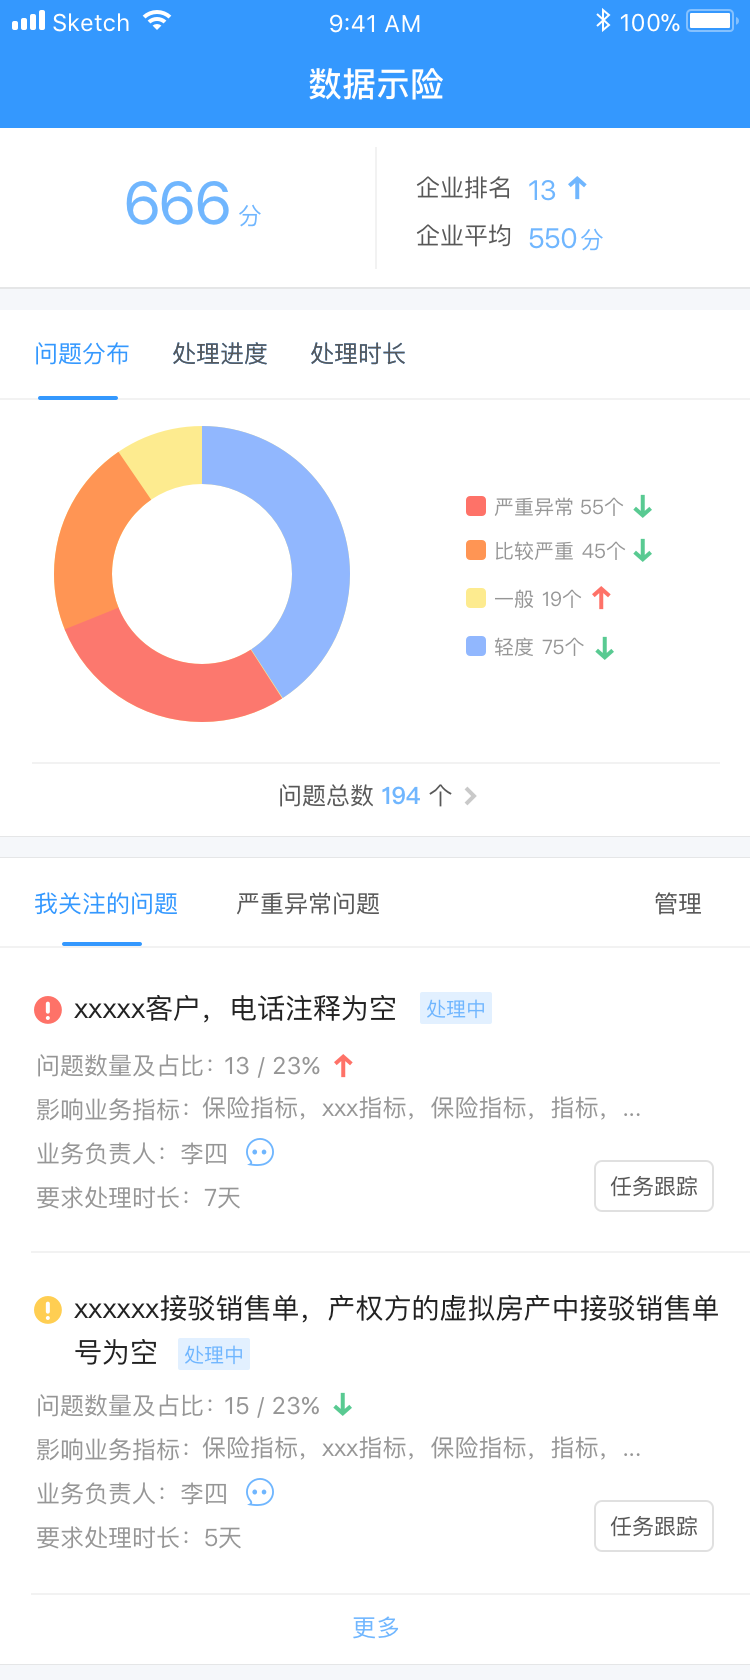 Sketch 9:41 AM 100%
数据示险
666 分
企业排名 13
企业平均 550分
问题分布 处理进度 处理时长
严重异常 55个
比较严重 45个
一般 19个
轻度 75个
问题总数 194 个
我关注的问题 严重异常问题 管理
xxxxx客户，电话注释为空 处理中
问题数量及占比：13 / 23%
影响业务指标：保险指标，xxx指标，保险指标，指标，...
业务负责人：李四
要求处理时长：7天
任务跟踪
xxxxxx接驳销售单，产权方的虚拟房产中接驳销售单
号为空 处理中
问题数量及占比：15 / 23%
影响业务指标：保险指标，xxx指标，保险指标，指标，...
业务负责人：李四
要求处理时长：5天
任务跟踪
更多